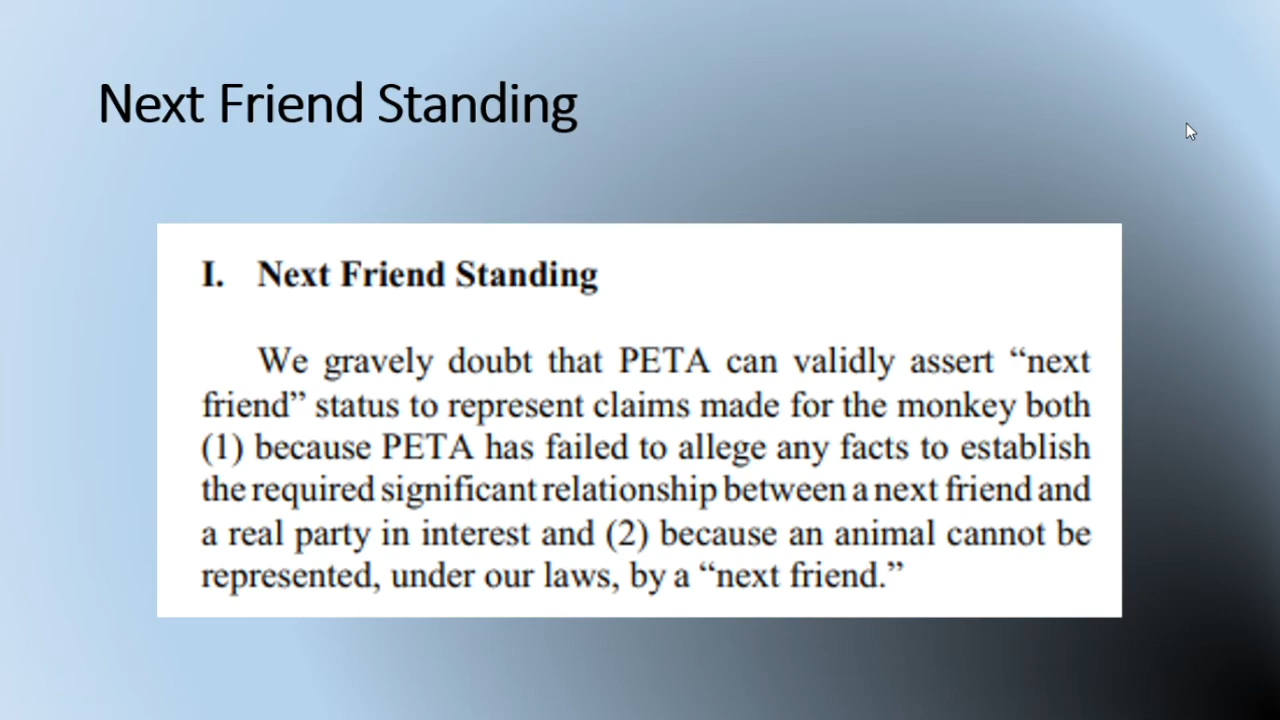 Next Friend Standing
I. Next Friend Standing
We gravely doubt that PETA can validly assert “next
friend” status to represent claims made for the monkey both
(1) because PETA has failed to allege any facts to establish
the required significant relationship between a next friend and
a real party in interest and (2) because an animal cannot be
represented, under our laws, by a “next friend.”